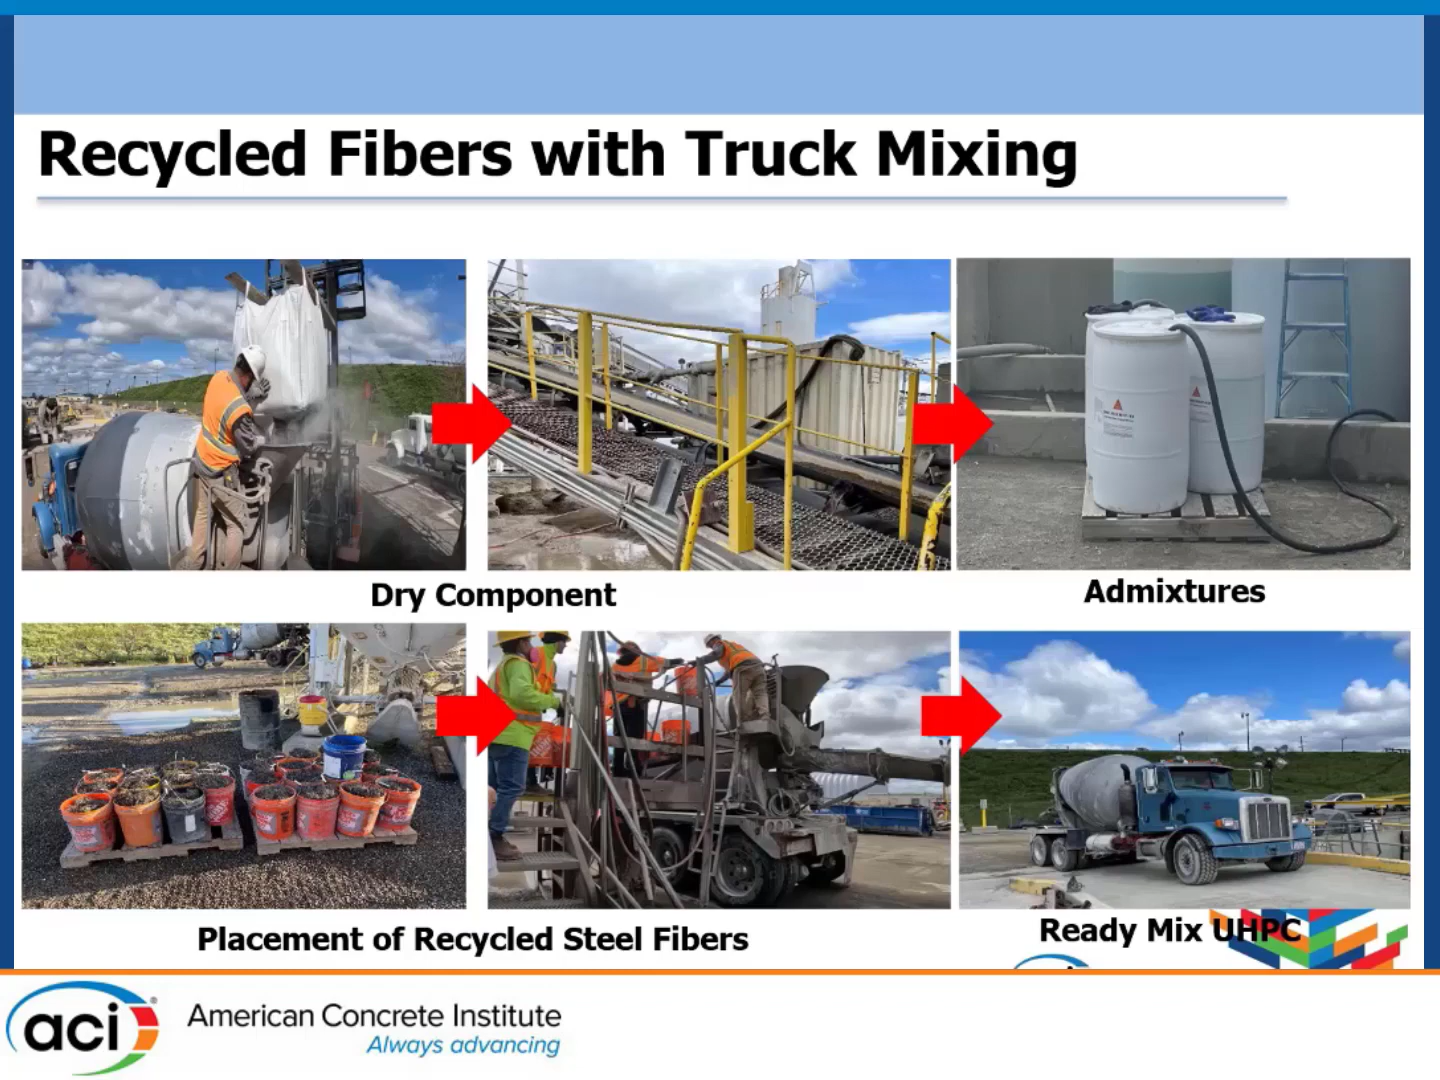 Recycled Fibers with Truck Mixing
Dry Component
Admixtures
Placement of Recycled Steel Fibers
Ready Mix UHPC
aci
American Concrete Institute
Always advancing